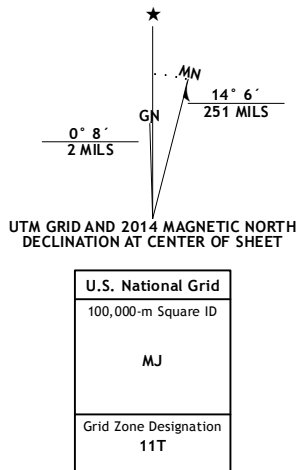 ★
MN
GN
14° 6´
251 MILS
0° 8´
2 MILS
UTM GRID AND 2014 MAGNETIC NORTH
DECLINATION AT CENTER OF SHEET
U.S. National Grid
100,000-m Square ID
MJ
Grid Zone Designation
11T